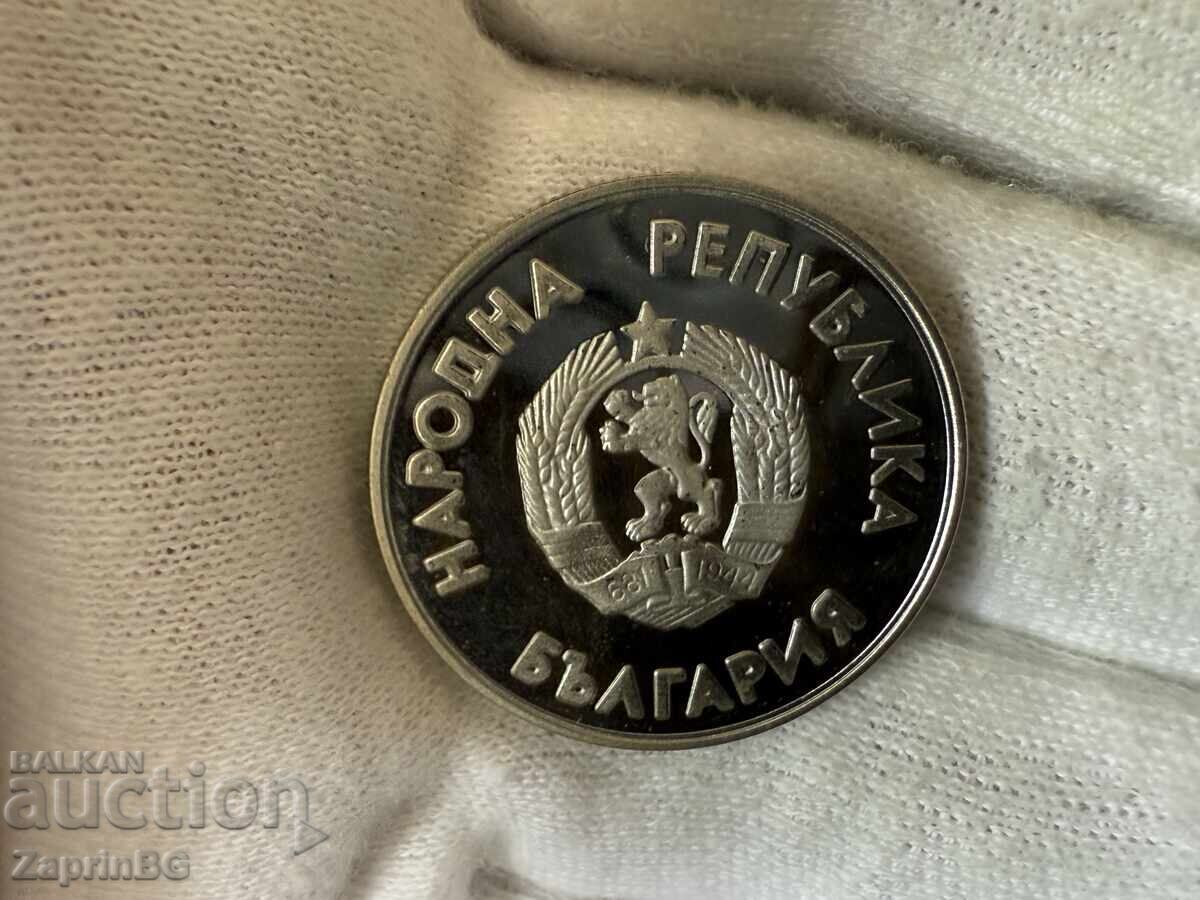 НАРОДНА РЕПУБЛИКА
БЪЛГАРИЯ
681 1944
BALKAN
auction
ZaprinBG